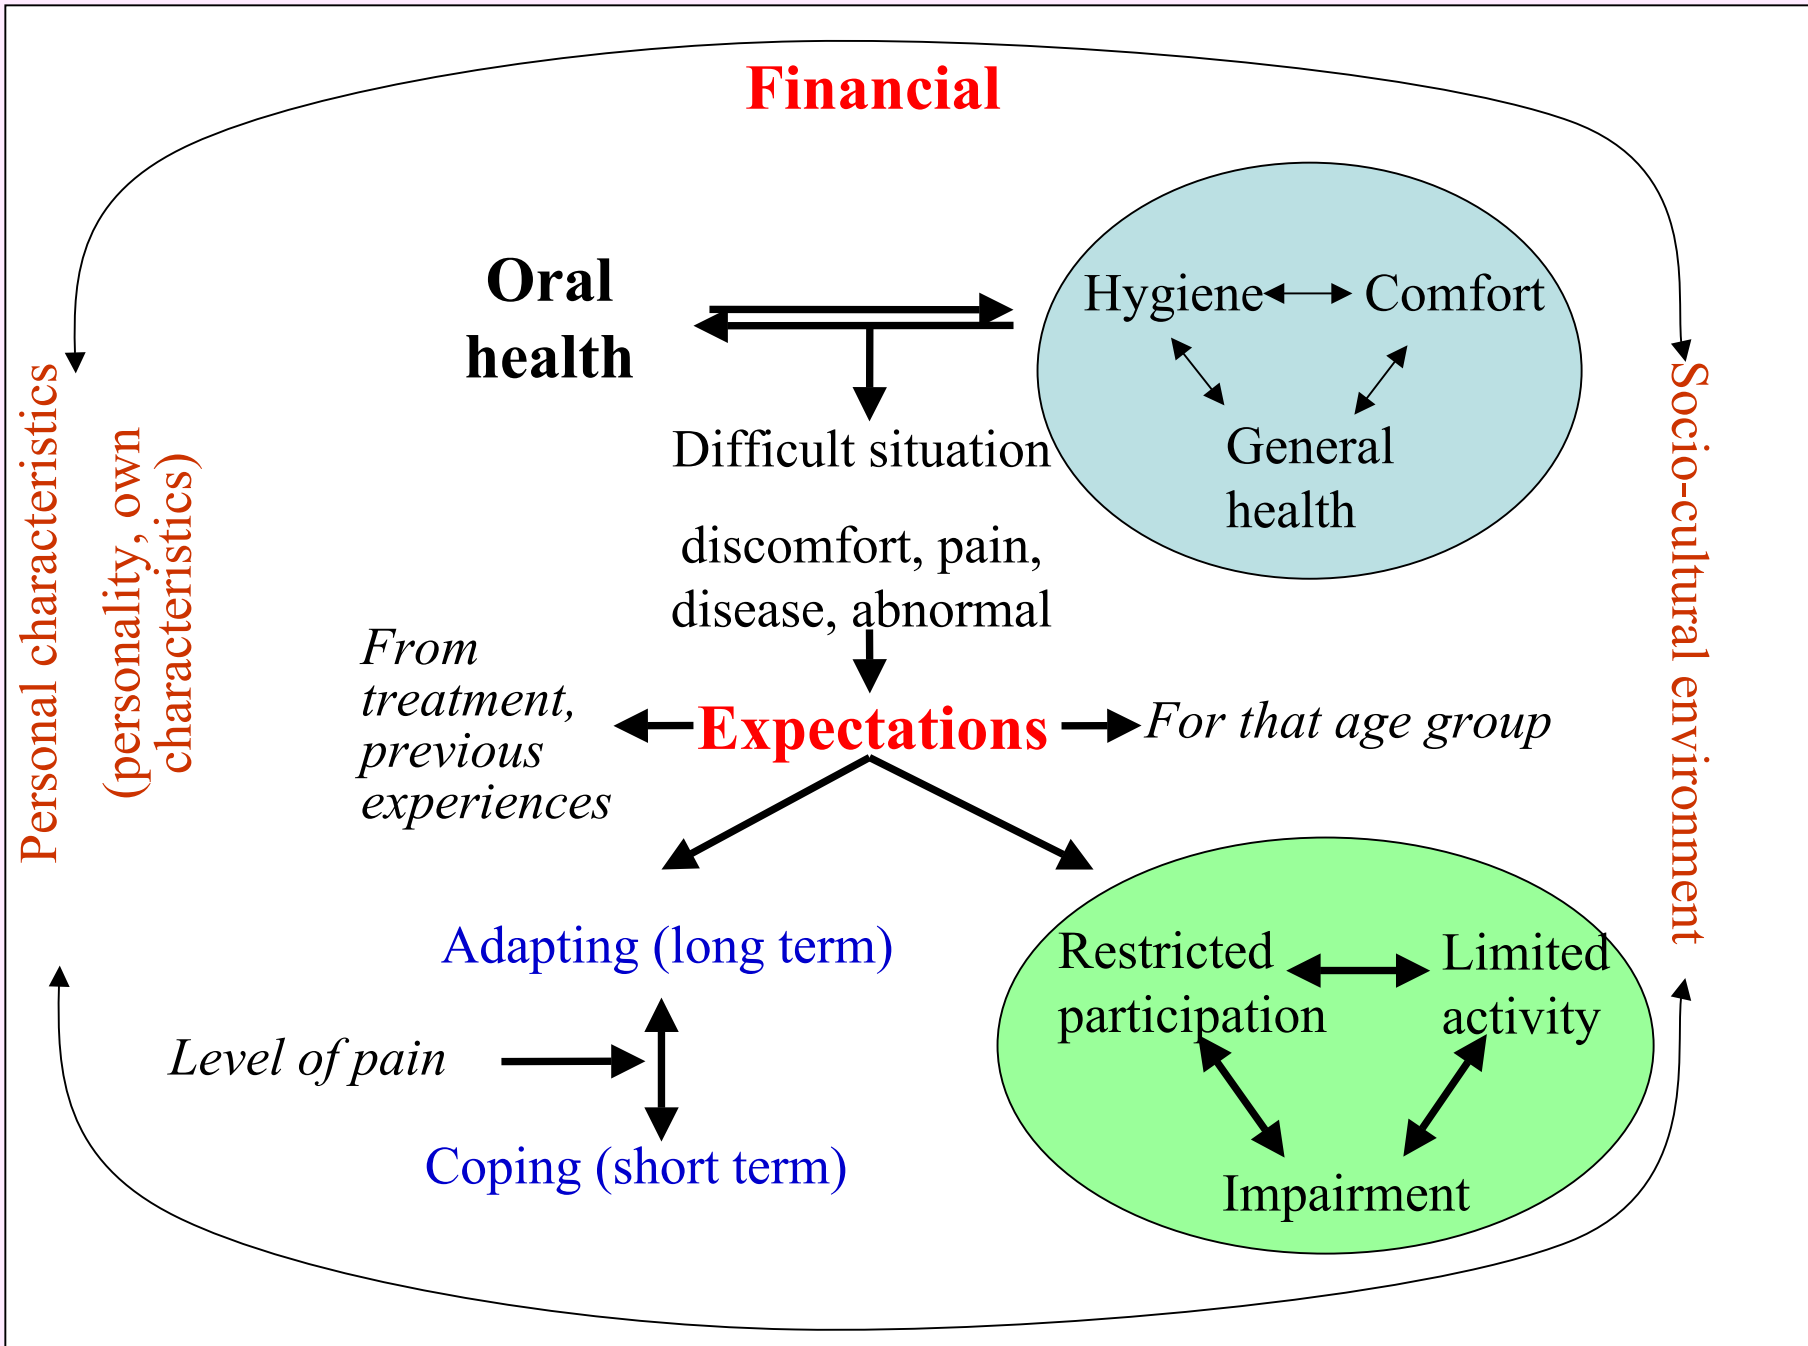 Financial
Oral
health
Hygiene
Comfort
General
health
Difficult situation
discomfort, pain,
disease, abnormal
Personal characteristics
(personality, own
characteristics)
Socio-cultural environment
From
treatment,
previous
experiences
Expectations
For that age group
Adapting (long term)
Level of pain
Coping (short term)
Restricted
participation
Limited
activity
Impairment